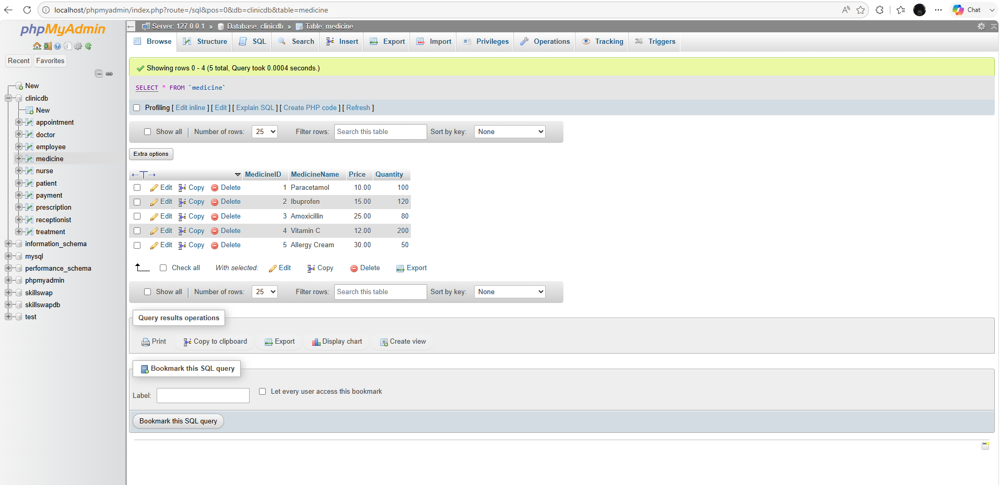 localhost/phpmyadmin/index.php?route=/sql&pos=0&db=clinicdb&table=medicine
Chat
phpMyAdmin
Recent Favorites
New
clinicdb
New
appointment
doctor
employee
medicine
nurse
patient
payment
prescription
receptionist
treatment
information_schema
mysql
performance_schema
phpmyadmin
skillswap
skillswapdb
test
Server: 127.0.0.1 » Database: clinicdb » Table: medicine
Browse Structure SQL Search Insert Export Import Privileges Operations Tracking Triggers
Showing rows 0 - 4 (5 total, Query took 0.0004 seconds.)
SELECT * FROM `medicine`
Profiling [ Edit inline ] [ Edit ] [ Explain SQL ] [ Create PHP code ] [ Refresh ]
Show all Number of rows: 25 Filter rows: Search this table Sort by key: None
Extra options
MedicineID MedicineName Price Quantity
Edit Copy Delete 1 Paracetamol 10.00 100
Edit Copy Delete 2 Ibuprofen 15.00 120
Edit Copy Delete 3 Amoxicillin 25.00 80
Edit Copy Delete 4 Vitamin C 12.00 200
Edit Copy Delete 5 Allergy Cream 30.00 50
Check all With selected: Edit Copy Delete Export
Show all Number of rows: 25 Filter rows: Search this table Sort by key: None
Query results operations
Print Copy to clipboard Export Display chart Create view
Bookmark this SQL query
Label: Let every user access this bookmark
Bookmark this SQL query